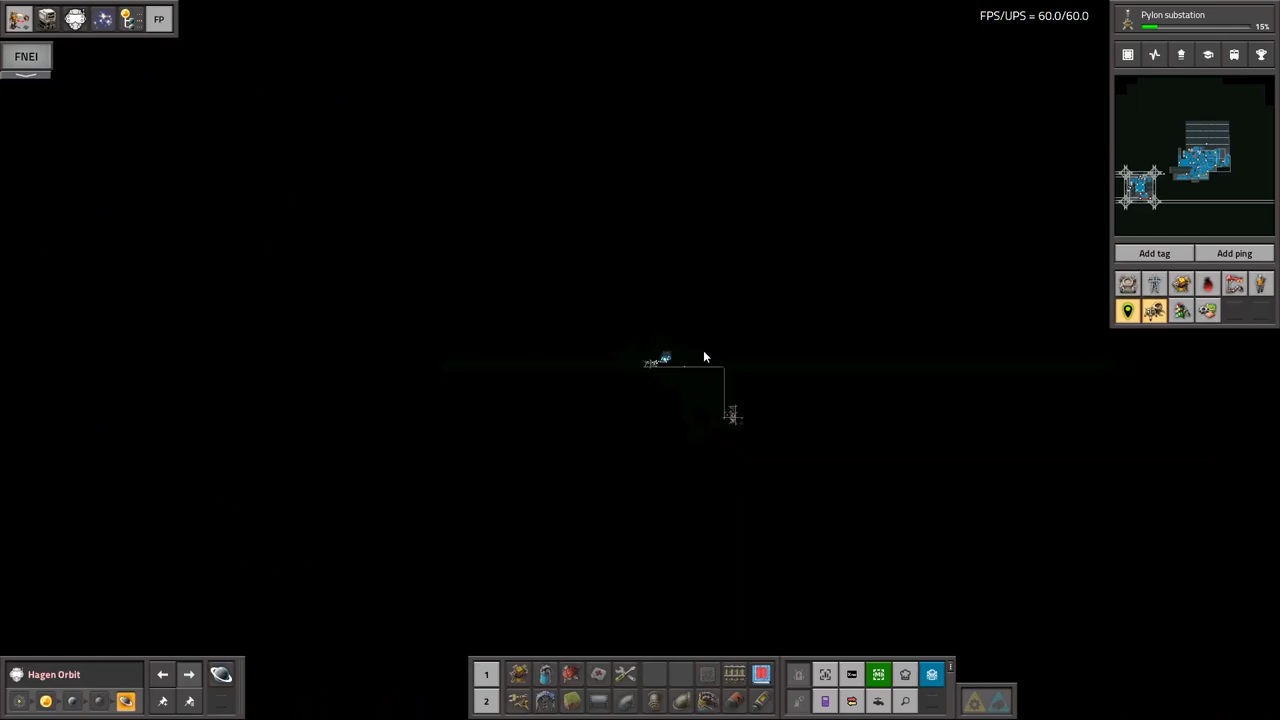 FP
FPS/UPS = 60.0/60.0
Pylon substation
15%
FNEI
Add tag
Add ping
Hagen Orbit
1
2